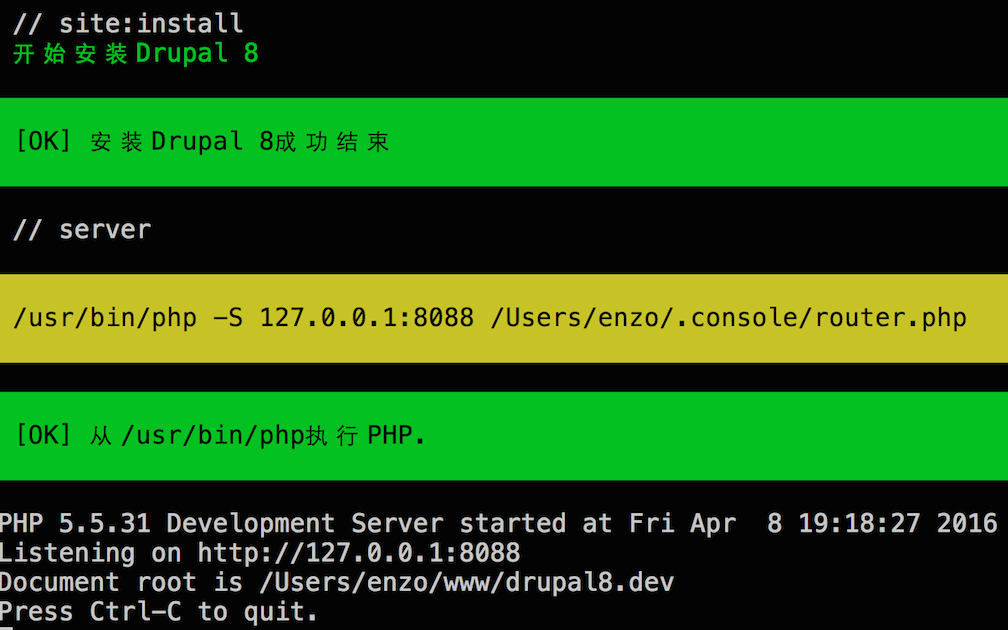 // site:install
开始安装Drupal 8
[OK] 安装Drupal 8成功结束
// server
/usr/bin/php -S 127.0.0.1:8088 /Users/enzo/.console/router.php
[OK] 从/usr/bin/php执行PHP.
PHP 5.5.31 Development Server started at Fri Apr  8 19:18:27 2016
Listening on http://127.0.0.1:8088
Document root is /Users/enzo/www/drupal8.dev
Press Ctrl-C to quit.